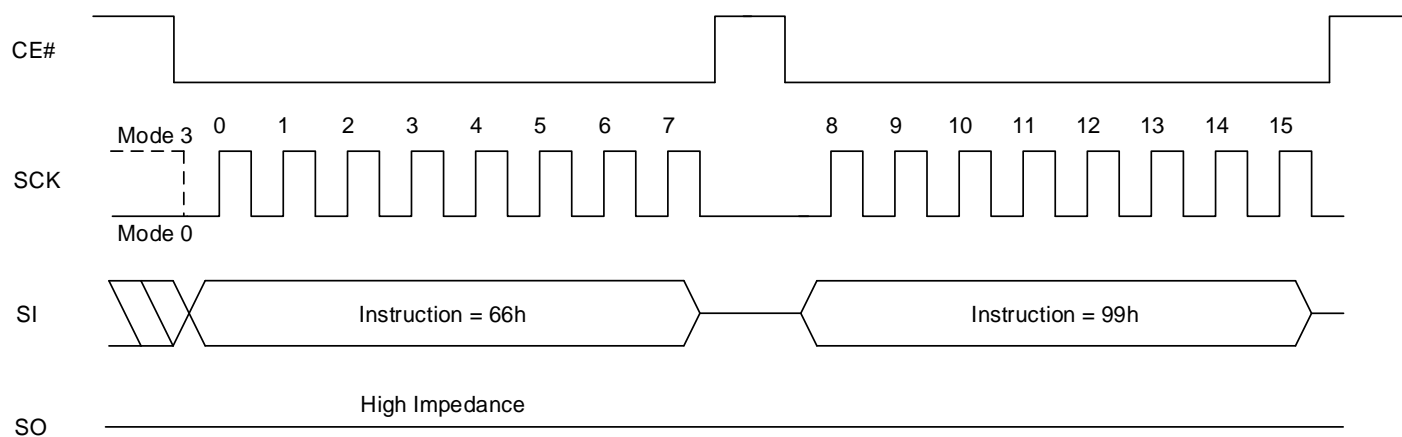 CE#
Mode 3
0 1 2 3 4 5 6 7 8 9 10 11 12 13 14 15
SCK
Mode 0
SI
Instruction = 66h
Instruction = 99h
High Impedance
SO